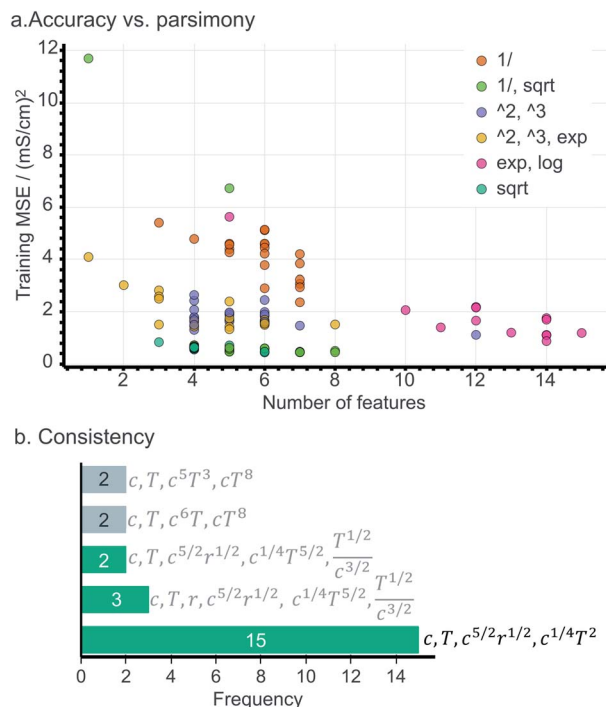 a.Accuracy vs. parsimony
12
10
8
6
4
2
0
Training MSE / (mS/cm)²
1/
1/, sqrt
^2, ^3
^2, ^3, exp
exp, log
sqrt
2 4 6 8 10 12 14
Number of features
b. Consistency
2 c, T, c⁵T³, cT⁸
2 c, T, c⁶T, cT⁸
2 c, T, c^{5/2}r^{1/2}, c^{1/4}T^{5/2}, T^{1/2}/c^{3/2}
3 c, T, r, c^{5/2}r^{1/2}, c^{1/4}T^{5/2}, T^{1/2}/c^{3/2}
15 c, T, c^{5/2}r^{1/2}, c^{1/4}T²
0 2 4 6 8 10 12 14
Frequency